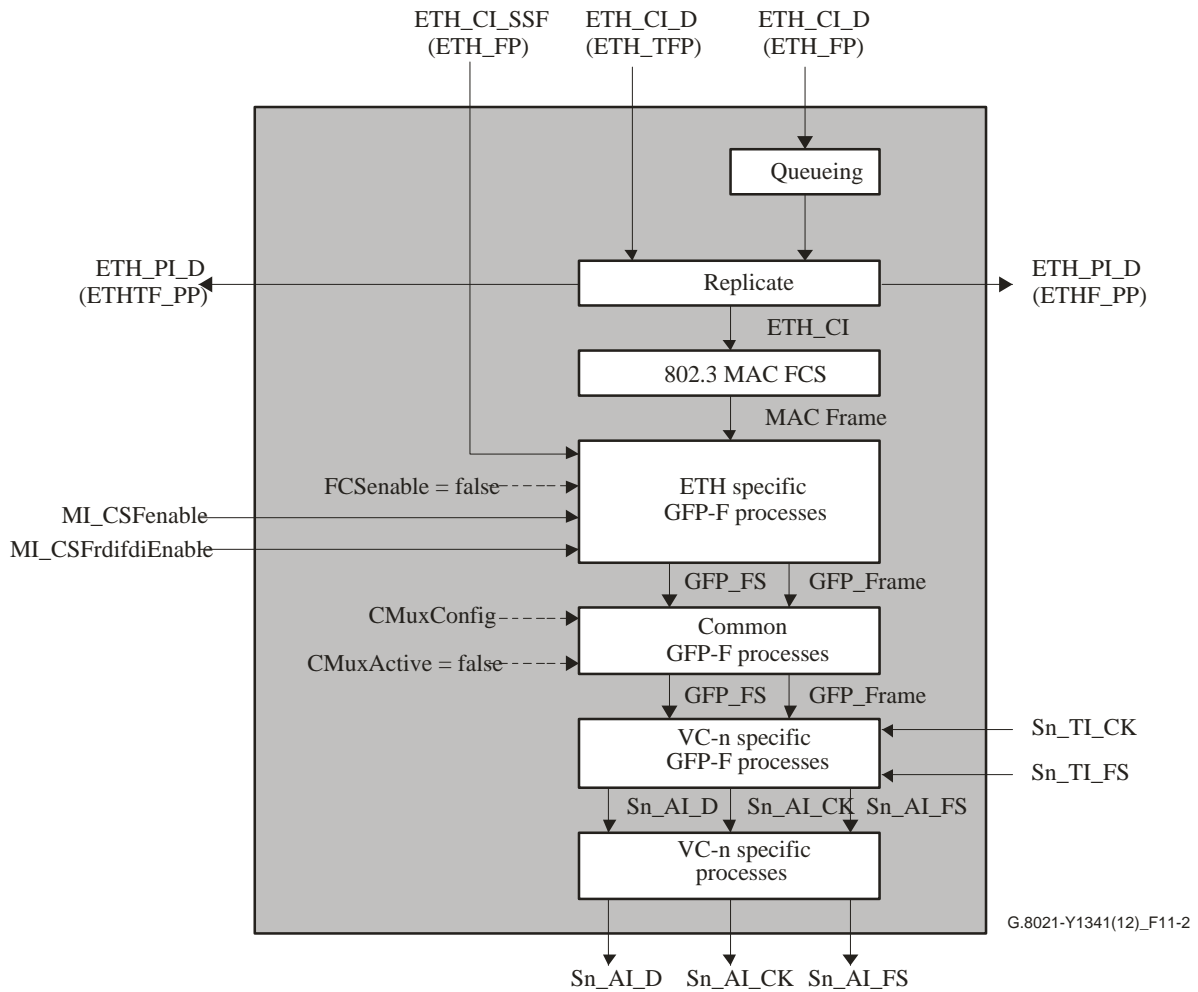 ETH_CI_SSF
(ETH_FP)
ETH_CI_D
(ETH_TFP)
ETH_CI_D
(ETH_FP)
Queueing
ETH_PI_D
(ETHTF_PP)
Replicate
ETH_PI_D
(ETHF_PP)
ETH_CI
802.3 MAC FCS
MAC Frame
FCSenable = false
ETH specific
GFP-F processes
MI_CSFenable
MI_CSFrdifdiEnable
GFP_FS
GFP_Frame
CMuxConfig
Common
GFP-F processes
CMuxActive = false
GFP_FS
GFP_Frame
VC-n specific
GFP-F processes
Sn_TI_CK
Sn_TI_FS
Sn_AI_D
Sn_AI_CK
Sn_AI_FS
VC-n specific
processes
G.8021-Y1341(12)_F11-2
Sn_AI_D
Sn_AI_CK
Sn_AI_FS